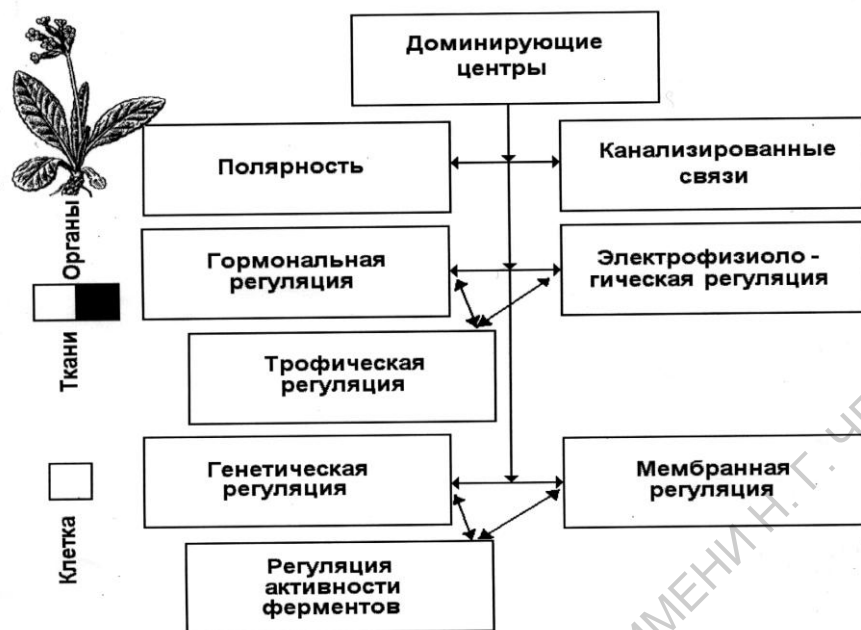 Доминирующие
центры
Полярность
Канализированные
связи
Органы
Гормональная
регуляция
Электрофизиоло -
гическая регуляция
Ткани
Трофическая
регуляция
Генетическая
регуляция
Мембранная
регуляция
Клетка
Регуляция
активности
ферментов
ИМЕНИ Н. Г.